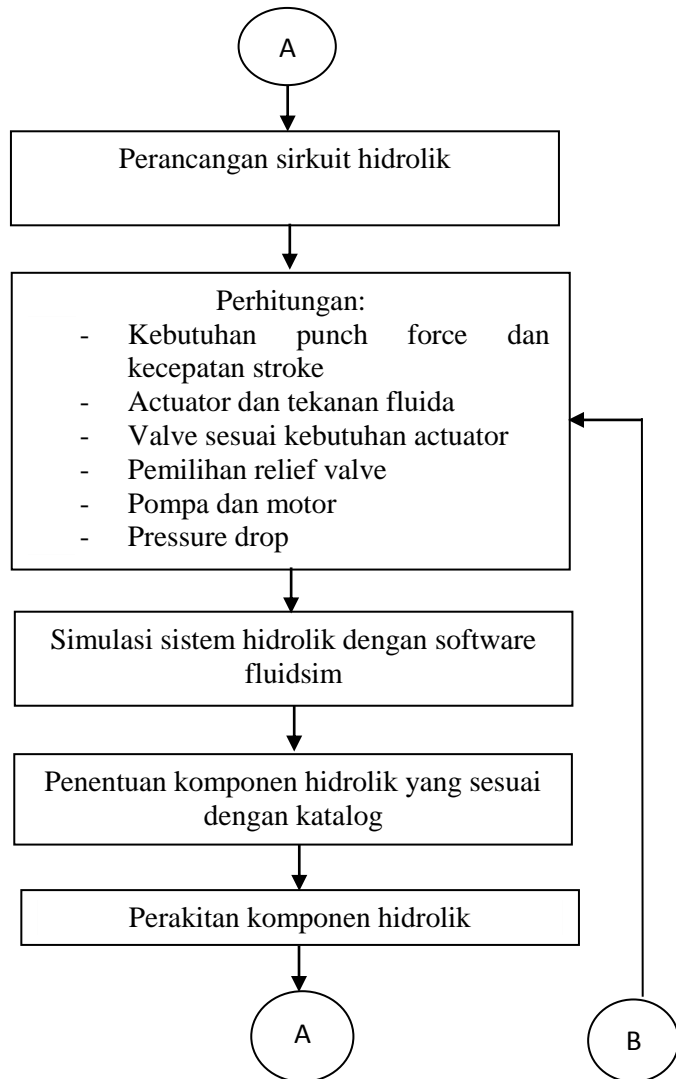 A
Perancangan sirkuit hidrolik
Perhitungan:
- Kebutuhan punch force dan
kecepatan stroke
- Actuator dan tekanan fluida
- Valve sesuai kebutuhan actuator
- Pemilihan relief valve
- Pompa dan motor
- Pressure drop
Simulasi sistem hidrolik dengan software
fluidsim
Penentuan komponen hidrolik yang sesuai
dengan katalog
Perakitan komponen hidrolik
A
B